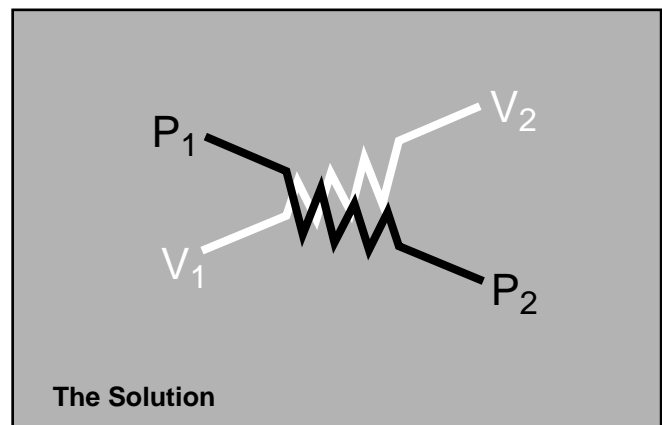 V₂
P₁
V₁
P₂
The Solution